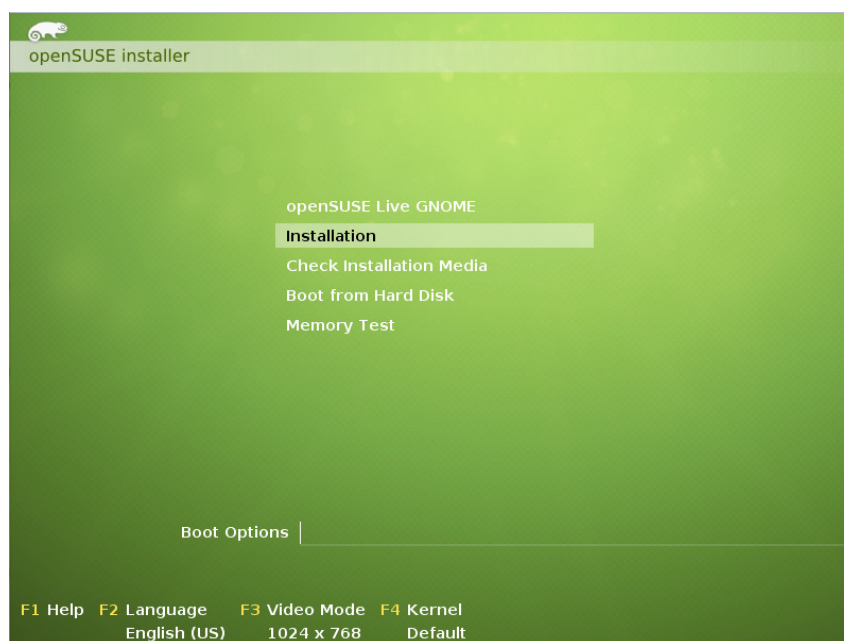 openSUSE installer
openSUSE Live GNOME
Installation
Check Installation Media
Boot from Hard Disk
Memory Test
Boot Options
F1 Help F2 Language F3 Video Mode F4 Kernel
English (US) 1024 x 768 Default